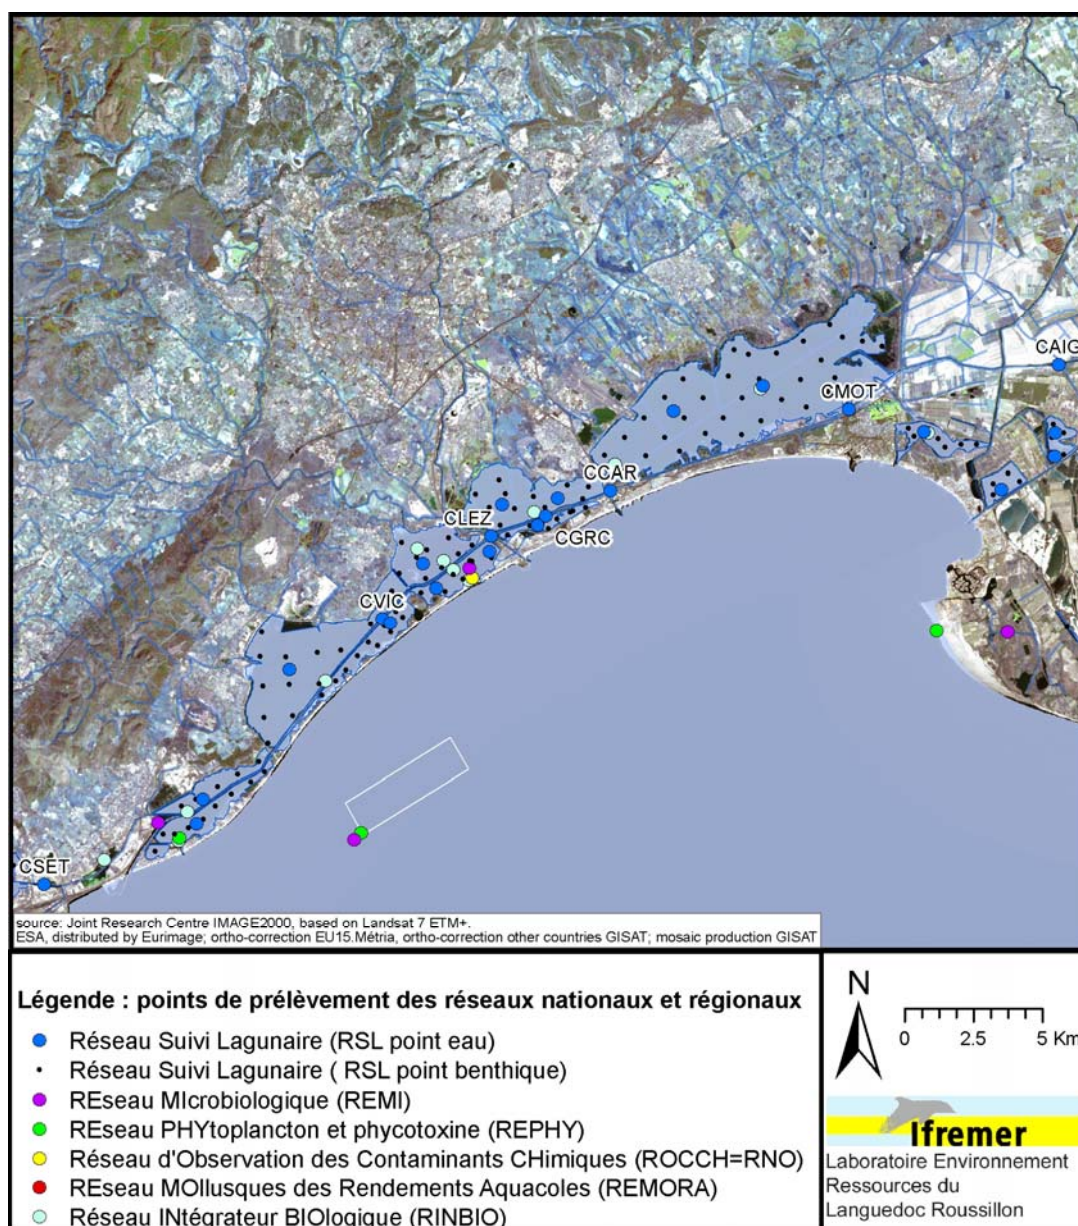 CAIG
CMOT
CCAR
CLEZ
CGRC
CVIC
CSET
source: Joint Research Centre IMAGE2000, based on Landsat 7 ETM+.
ESA, distributed by Eurimage; ortho-correction EU15.Métria, ortho-correction other countries GISAT; mosaic production GISAT
Légende : points de prélèvement des réseaux nationaux et régionaux
Réseau Suivi Lagunaire (RSL point eau)
Réseau Suivi Lagunaire ( RSL point benthique)
REseau MIcrobiologique (REMI)
REseau PHYtoplancton et phycotoxine (REPHY)
Réseau d'Observation des Contaminants CHimiques (ROCCH=RNO)
REseau MOllusques des Rendements Aquacoles (REMORA)
Réseau INtégrateur BIOlogique (RINBIO)
N
0 2.5 5 Km
Ifremer
Laboratoire Environnement
Ressources du
Languedoc Roussillon